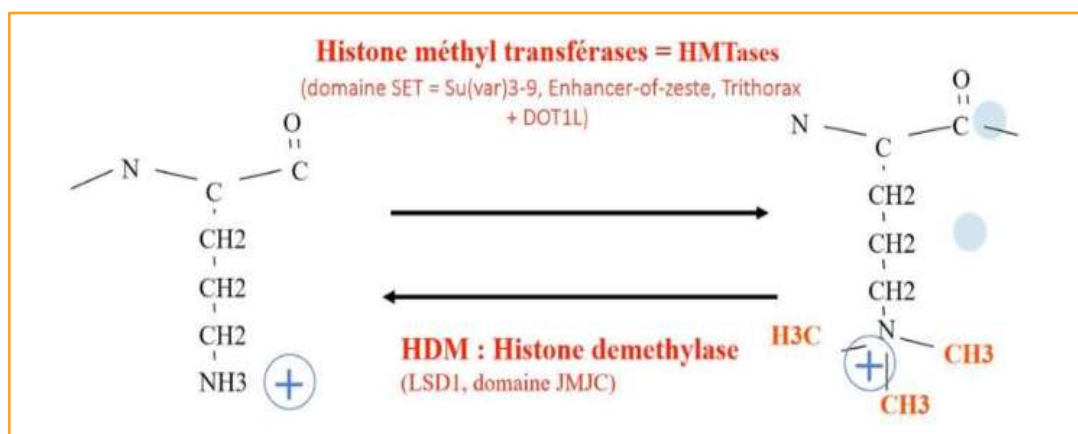 Histone méthyl transférases = HMTases
(domaine SET = Su(var)3-9, Enhancer-of-zeste, Trithorax
+ DOT1L)
O
N
C
C
CH2
CH2
CH2
NH3
+
HDM : Histone demethylase
(LSD1, domaine JMJC)
O
N
C
C
CH2
CH2
CH2
N
H3C
+
CH3
CH3